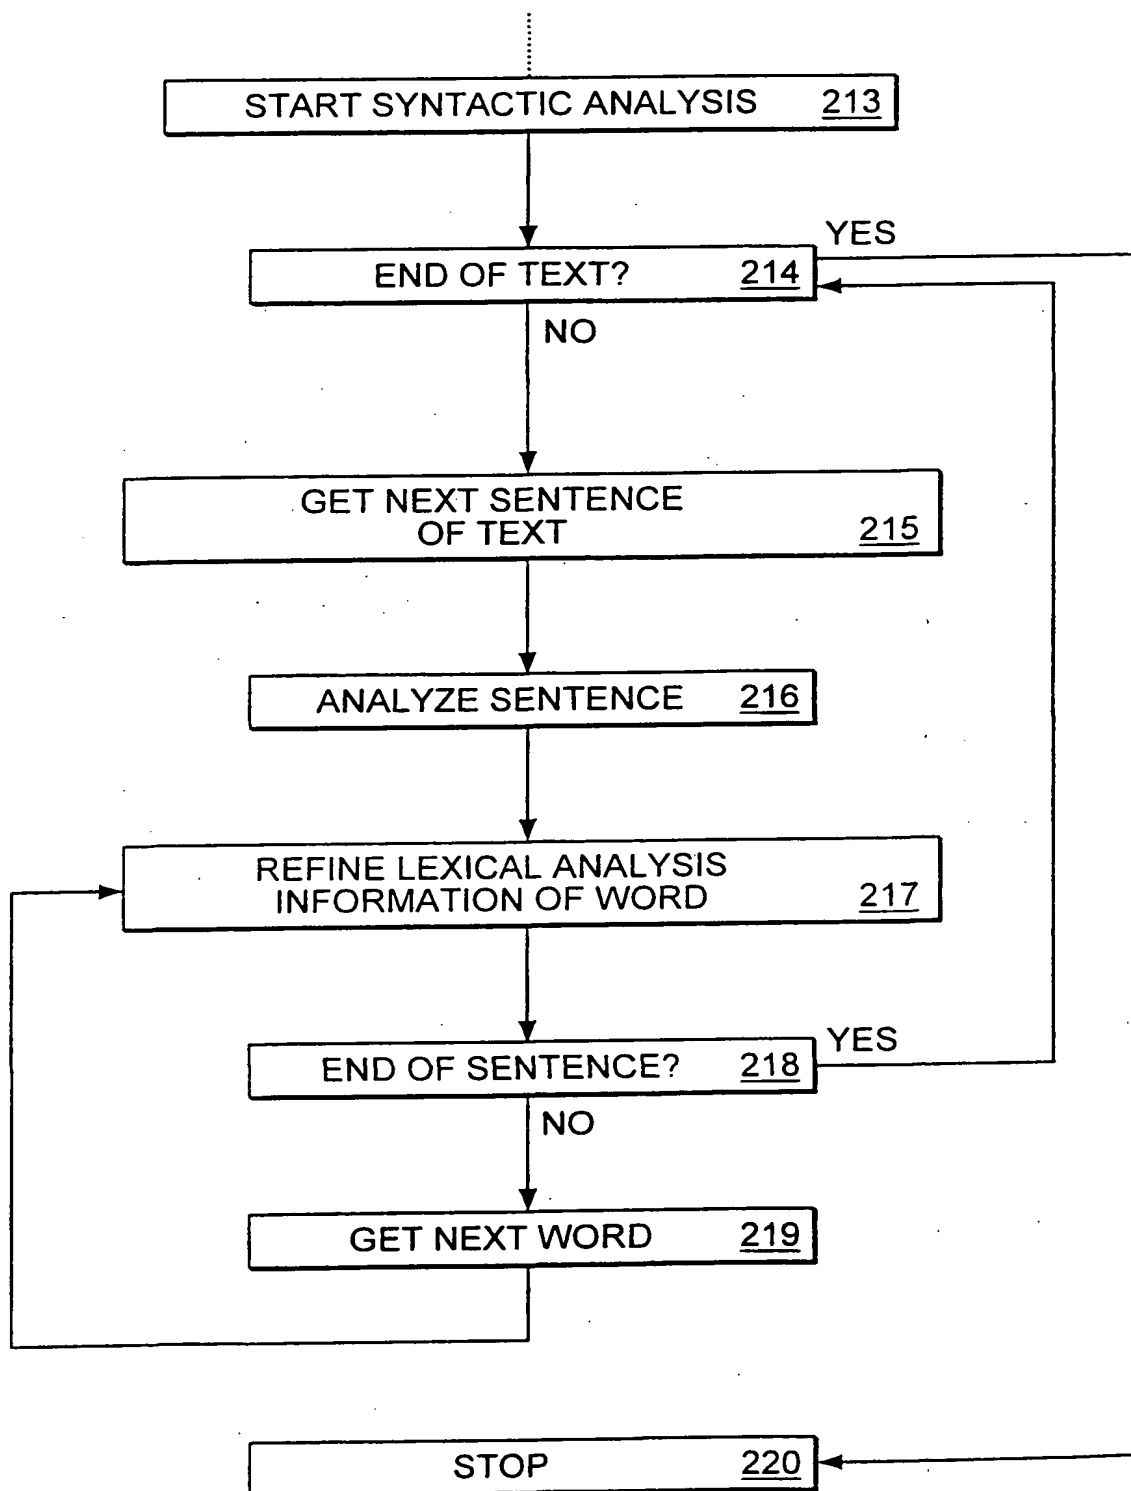 START SYNTACTIC ANALYSIS 213
YES
END OF TEXT? 214
NO
GET NEXT SENTENCE
OF TEXT 215
ANALYZE SENTENCE 216
REFINE LEXICAL ANALYSIS
INFORMATION OF WORD 217
YES
END OF SENTENCE? 218
NO
GET NEXT WORD 219
STOP 220